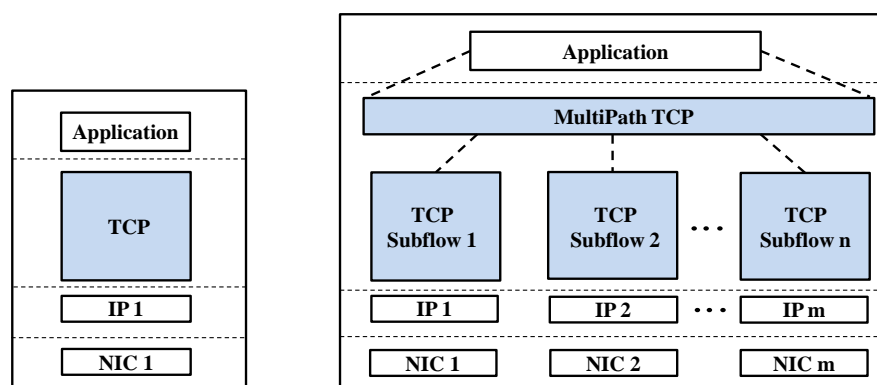 Application
TCP
IP 1
NIC 1
Application
MultiPath TCP
TCP
Subflow 1
TCP
Subflow 2
...
TCP
Subflow n
IP 1
IP 2
...
IP m
NIC 1
NIC 2
NIC m